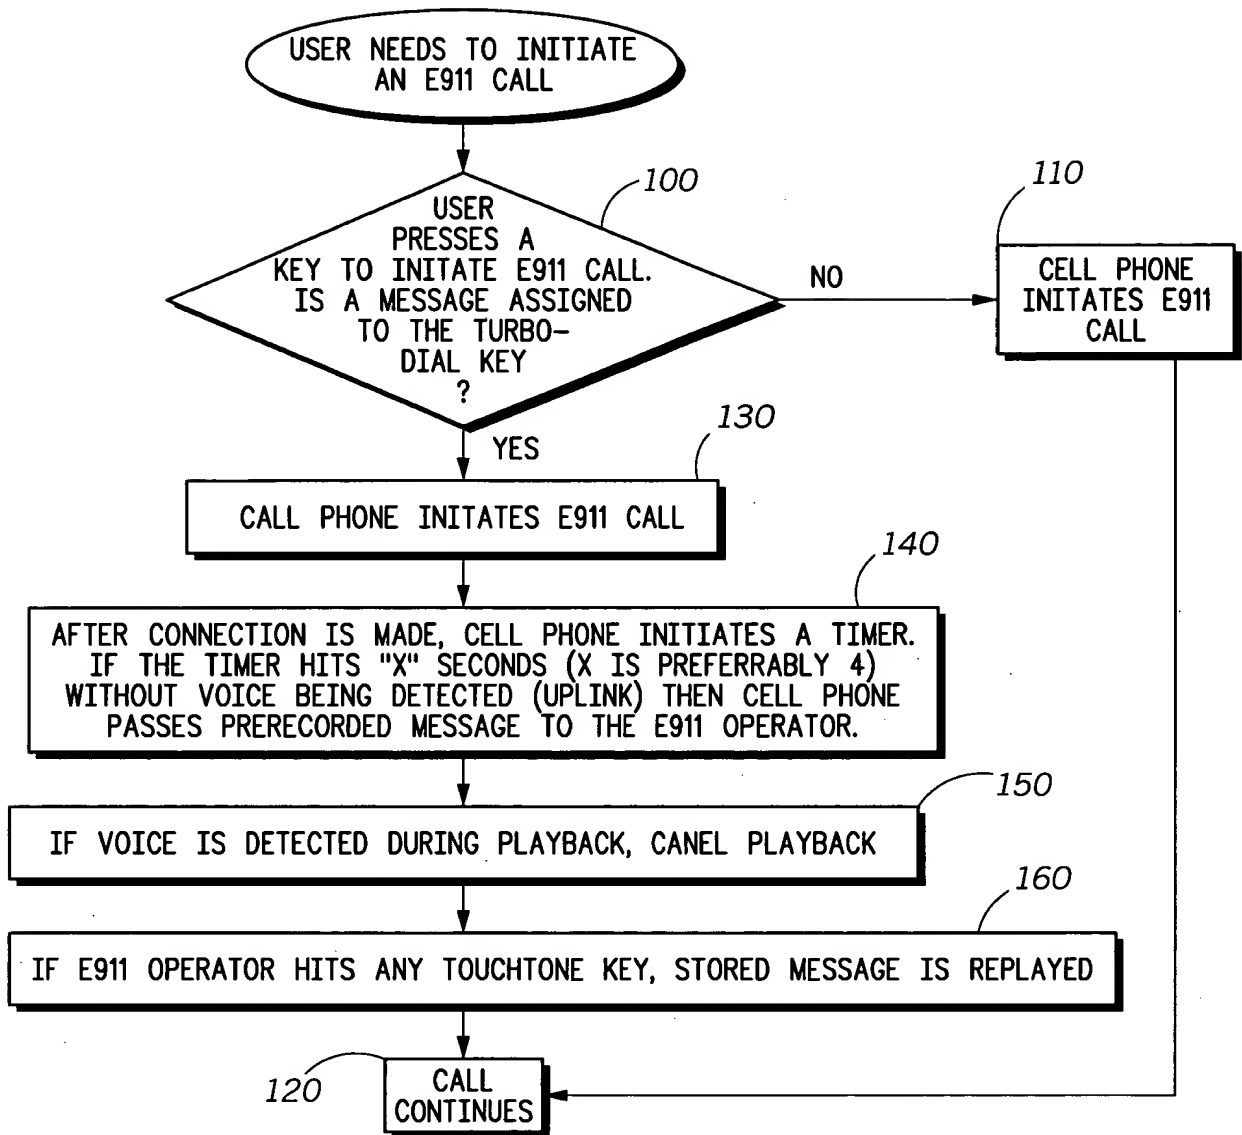 USER NEEDS TO INITIATE
AN E911 CALL
100
USER
PRESSES A
KEY TO INITATE E911 CALL.
IS A MESSAGE ASSIGNED
TO THE TURBO-
DIAL KEY
?
NO
110
CELL PHONE
INITATES E911
CALL
YES
130
CALL PHONE INITATES E911 CALL
140
AFTER CONNECTION IS MADE, CELL PHONE INITIATES A TIMER.
IF THE TIMER HITS "X" SECONDS (X IS PREFERRABLY 4)
WITHOUT VOICE BEING DETECTED (UPLINK) THEN CELL PHONE
PASSES PRERECORDED MESSAGE TO THE E911 OPERATOR.
150
IF VOICE IS DETECTED DURING PLAYBACK, CANEL PLAYBACK
160
IF E911 OPERATOR HITS ANY TOUCHTONE KEY, STORED MESSAGE IS REPLAYED
120
CALL
CONTINUES